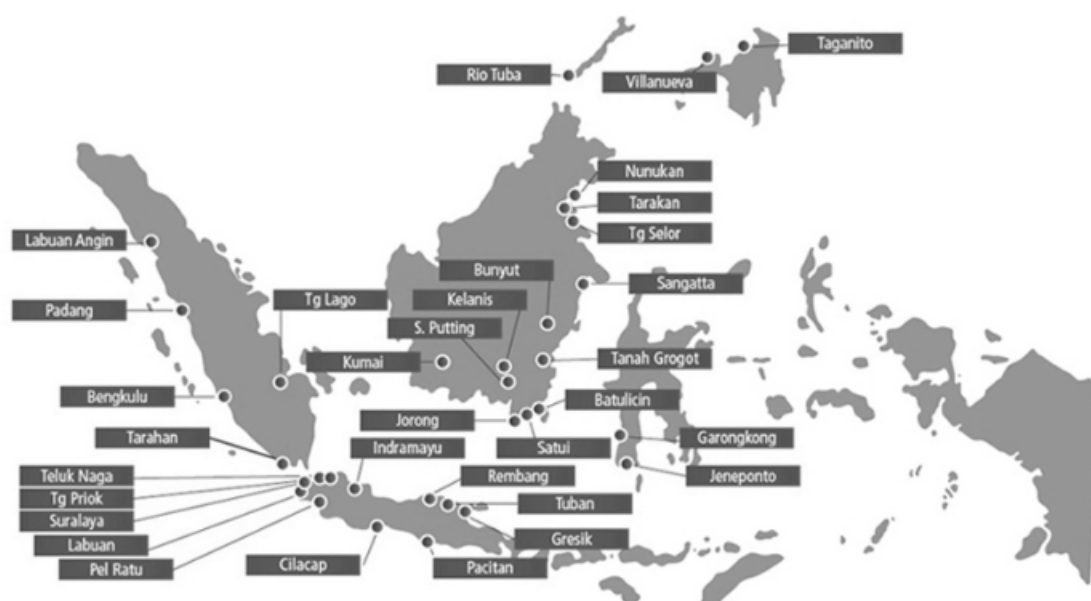 Taganito
Rio Tuba
Villanueva
Nunukan
Tarakan
Tg Selor
Labuan Angin
Bunyut
Sangatta
Tg Lago
Kelanis
Padang
S. Putting
Kumai
Tanah Grogot
Bengkulu
Batulicin
Jorong
Tarahan
Indramayu
Satui
Garongkong
Teluk Naga
Rembang
Jeneponto
Tg Priok
Tuban
Suralaya
Labuan
Gresik
Pel Ratu
Cilacap
Pacitan